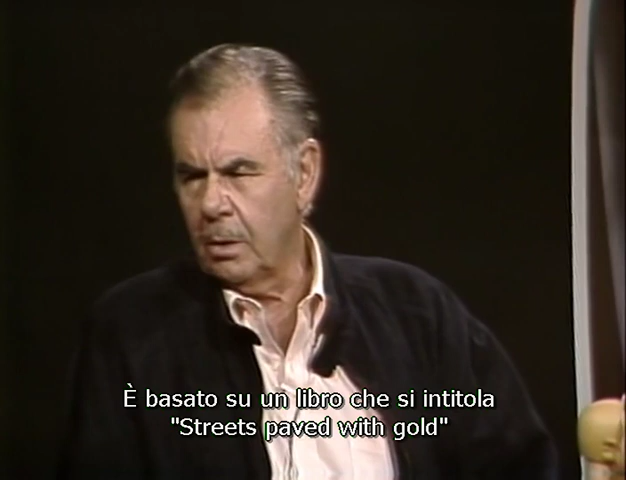 È basato su un libro che si intitola
"Streets paved with gold"